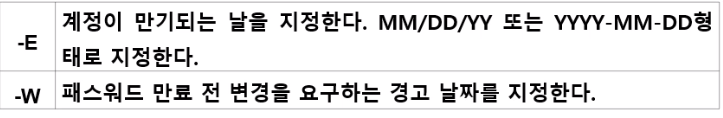 -E 계정이 만기되는 날을 지정한다. MM/DD/YY 또는 YYYY-MM-DD형
태로 지정한다.
-W 패스워드 만료 전 변경을 요구하는 경고 날짜를 지정한다.